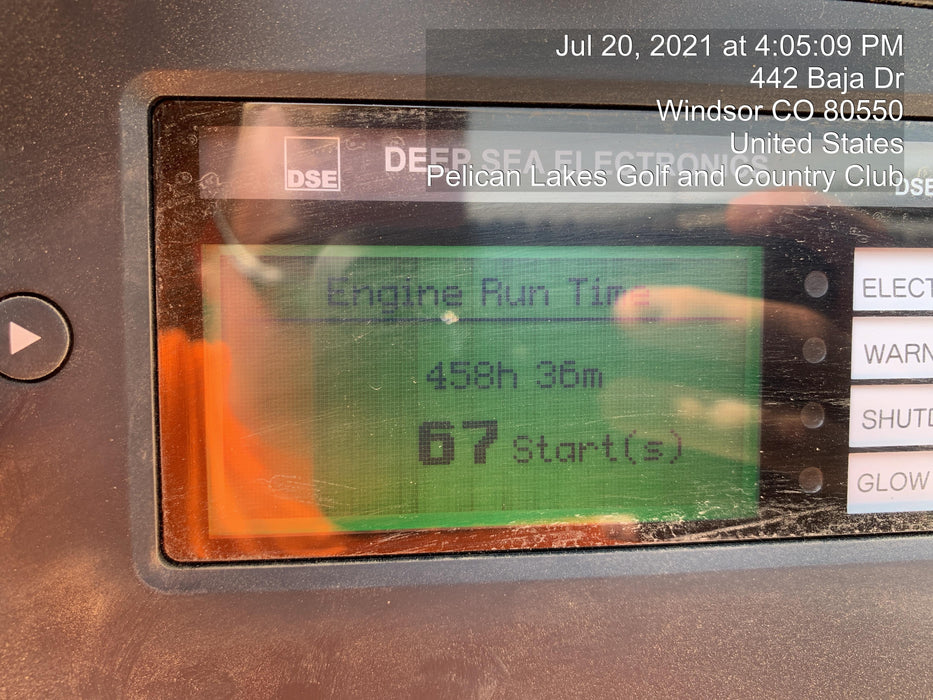 Jul 20, 2021 at 4:05:09 PM
442 Baja Dr
Windsor CO 80550
United States
Pelican Lakes Golf and Country Club
DSE
DEEP SEA ELECTRONICS
DSE
Engine Run Time
458h 36m
67 Start(s)
ELECT
WARN
SHUTD
GLOW